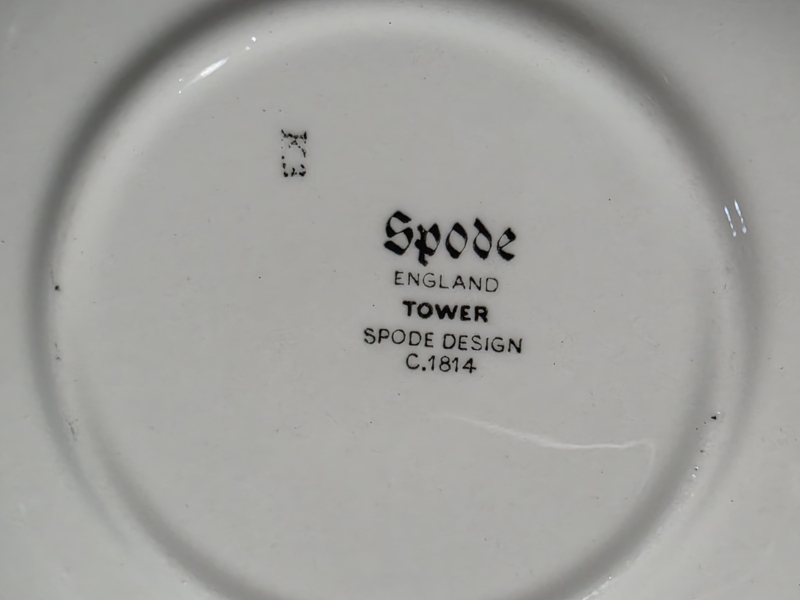 Spode
ENGLAND
TOWER
SPODE DESIGN
C.1814